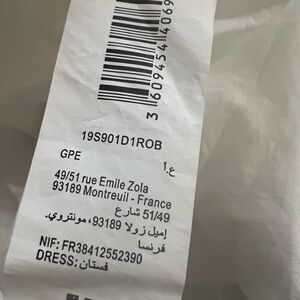 3 609454 4069
19S901D1ROB
GPE ع.أ
49/51 rue Emile Zola
93189 Montreuil - France
51/49 شارع
إميل زولا 93189، مونتروي.
فرنسا
NIF: FR38412552390
DRESS: فستان: